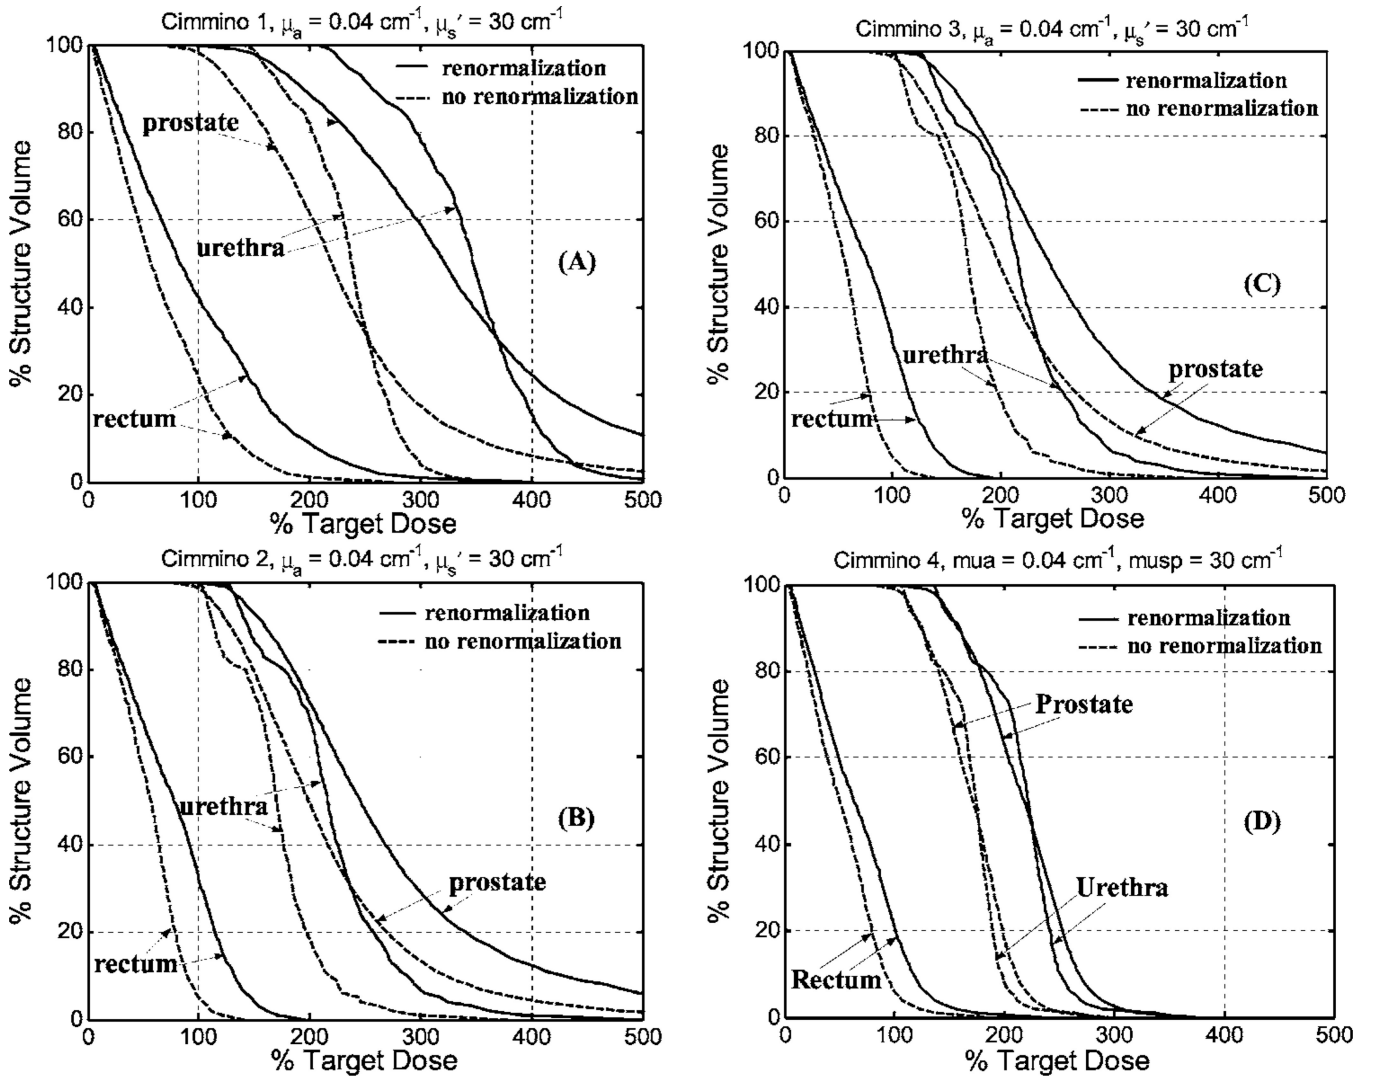 Cimmino 1, μa = 0.04 cm-1, μs′ = 30 cm-1
% Structure Volume
100
80
60
40
20
0
renormalization
no renormalization
prostate
urethra
rectum
(A)
0 100 200 300 400 500
% Target Dose
Cimmino 3, μa = 0.04 cm-1, μs′ = 30 cm-1
% Structure Volume
100
80
60
40
20
0
renormalization
no renormalization
(C)
urethra
prostate
rectum
0 100 200 300 400 500
% Target Dose
Cimmino 2, μa = 0.04 cm-1, μs′ = 30 cm-1
% Structure Volume
100
80
60
40
20
0
renormalization
no renormalization
urethra
(B)
prostate
rectum
0 100 200 300 400 500
% Target Dose
Cimmino 4, mua = 0.04 cm-1, musp = 30 cm-1
% Structure Volume
100
80
60
40
20
0
renormalization
no renormalization
Prostate
(D)
Urethra
Rectum
0 100 200 300 400 500
% Target Dose